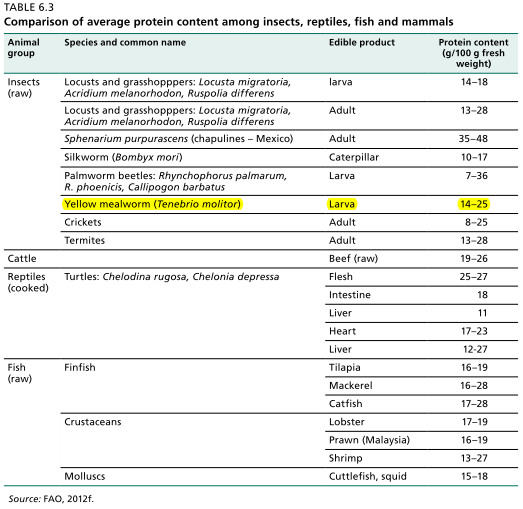 TABLE 6.3
Comparison of average protein content among insects, reptiles, fish and mammals
Animal group Species and common name Edible product Protein content (g/100 g fresh weight)
Insects (raw) Locusts and grasshopppers: Locusta migratoria, Acridium melanorhodon, Ruspolia differens larva 14–18
Locusts and grashoppers: Locusta migratoria, Acridium melanorhodon, Ruspolia differens Adult 13–28
Sphenarium purpurascens (chapulines – Mexico) Adult 35–48
Silkworm (Bombyx mori) Caterpillar 10–17
Palmworm beetles: Rhynchophorus palmarum, R. phoenicis, Callipogon barbatus Larva 7–36
Yellow mealworm (Tenebrio molitor) Larva 14–25
Crickets Adult 8–25
Termites Adult 13–28
Cattle Beef (raw) 19–26
Reptiles (cooked) Turtles: Chelodina rugosa, Chelonia depressa Flesh 25–27
Intestine 18
Liver 11
Heart 17–23
Liver 12-27
Fish (raw) Finfish Tilapia 16–19
Mackerel 16–28
Catfish 17–28
Crustaceans Lobster 17–19
Prawn (Malaysia) 16–19
Shrimp 13–27
Molluscs Cuttlefish, squid 15–18
Source: FAO, 2012f.